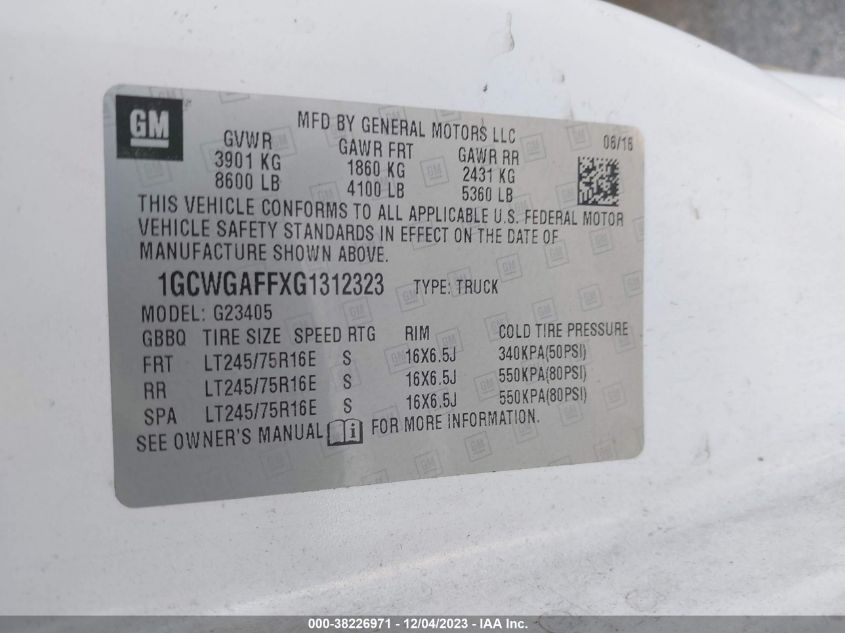 GM
MFD BY GENERAL MOTORS LLC
06/16
GVWR GAWR FRT GAWR RR
3901 KG 1860 KG 2431 KG
8600 LB 4100 LB 5360 LB
THIS VEHICLE CONFORMS TO ALL APPLICABLE U.S. FEDERAL MOTOR
VEHICLE SAFETY STANDARDS IN EFFECT ON THE DATE OF
MANUFACTURE SHOWN ABOVE.
1GCWGAFFXG1312323 TYPE: TRUCK
MODEL: G23405
GBBQ TIRE SIZE SPEED RTG RIM COLD TIRE PRESSURE
FRT LT245/75R16E S 16X6.5J 340KPA(50PSI)
RR LT245/75R16E S 16X6.5J 550KPA(80PSI)
SPA LT245/75R16E S 16X6.5J 550KPA(80PSI)
SEE OWNER'S MANUAL FOR MORE INFORMATION.
000-38226971 - 12/04/2023 - IAA Inc.